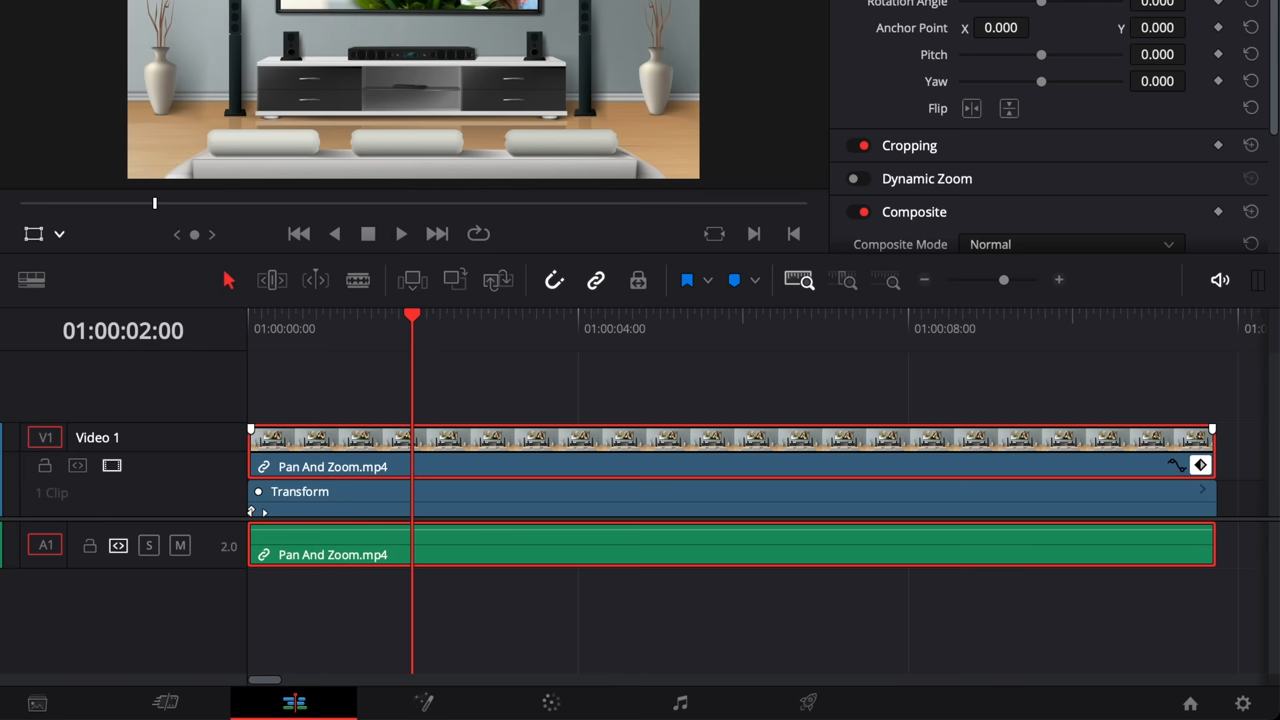 Rotation Angle 0.000
Anchor Point X 0.000 Y 0.000
Pitch 0.000
Yaw 0.000
Flip
Cropping
Dynamic Zoom
Composite
Composite Mode Normal
01:00:02:00
01:00:00:00 01:00:04:00 01:00:08:00 01:0
V1 Video 1
Pan And Zoom.mp4
1 Clip
Transform
A1 S M 2.0
Pan And Zoom.mp4